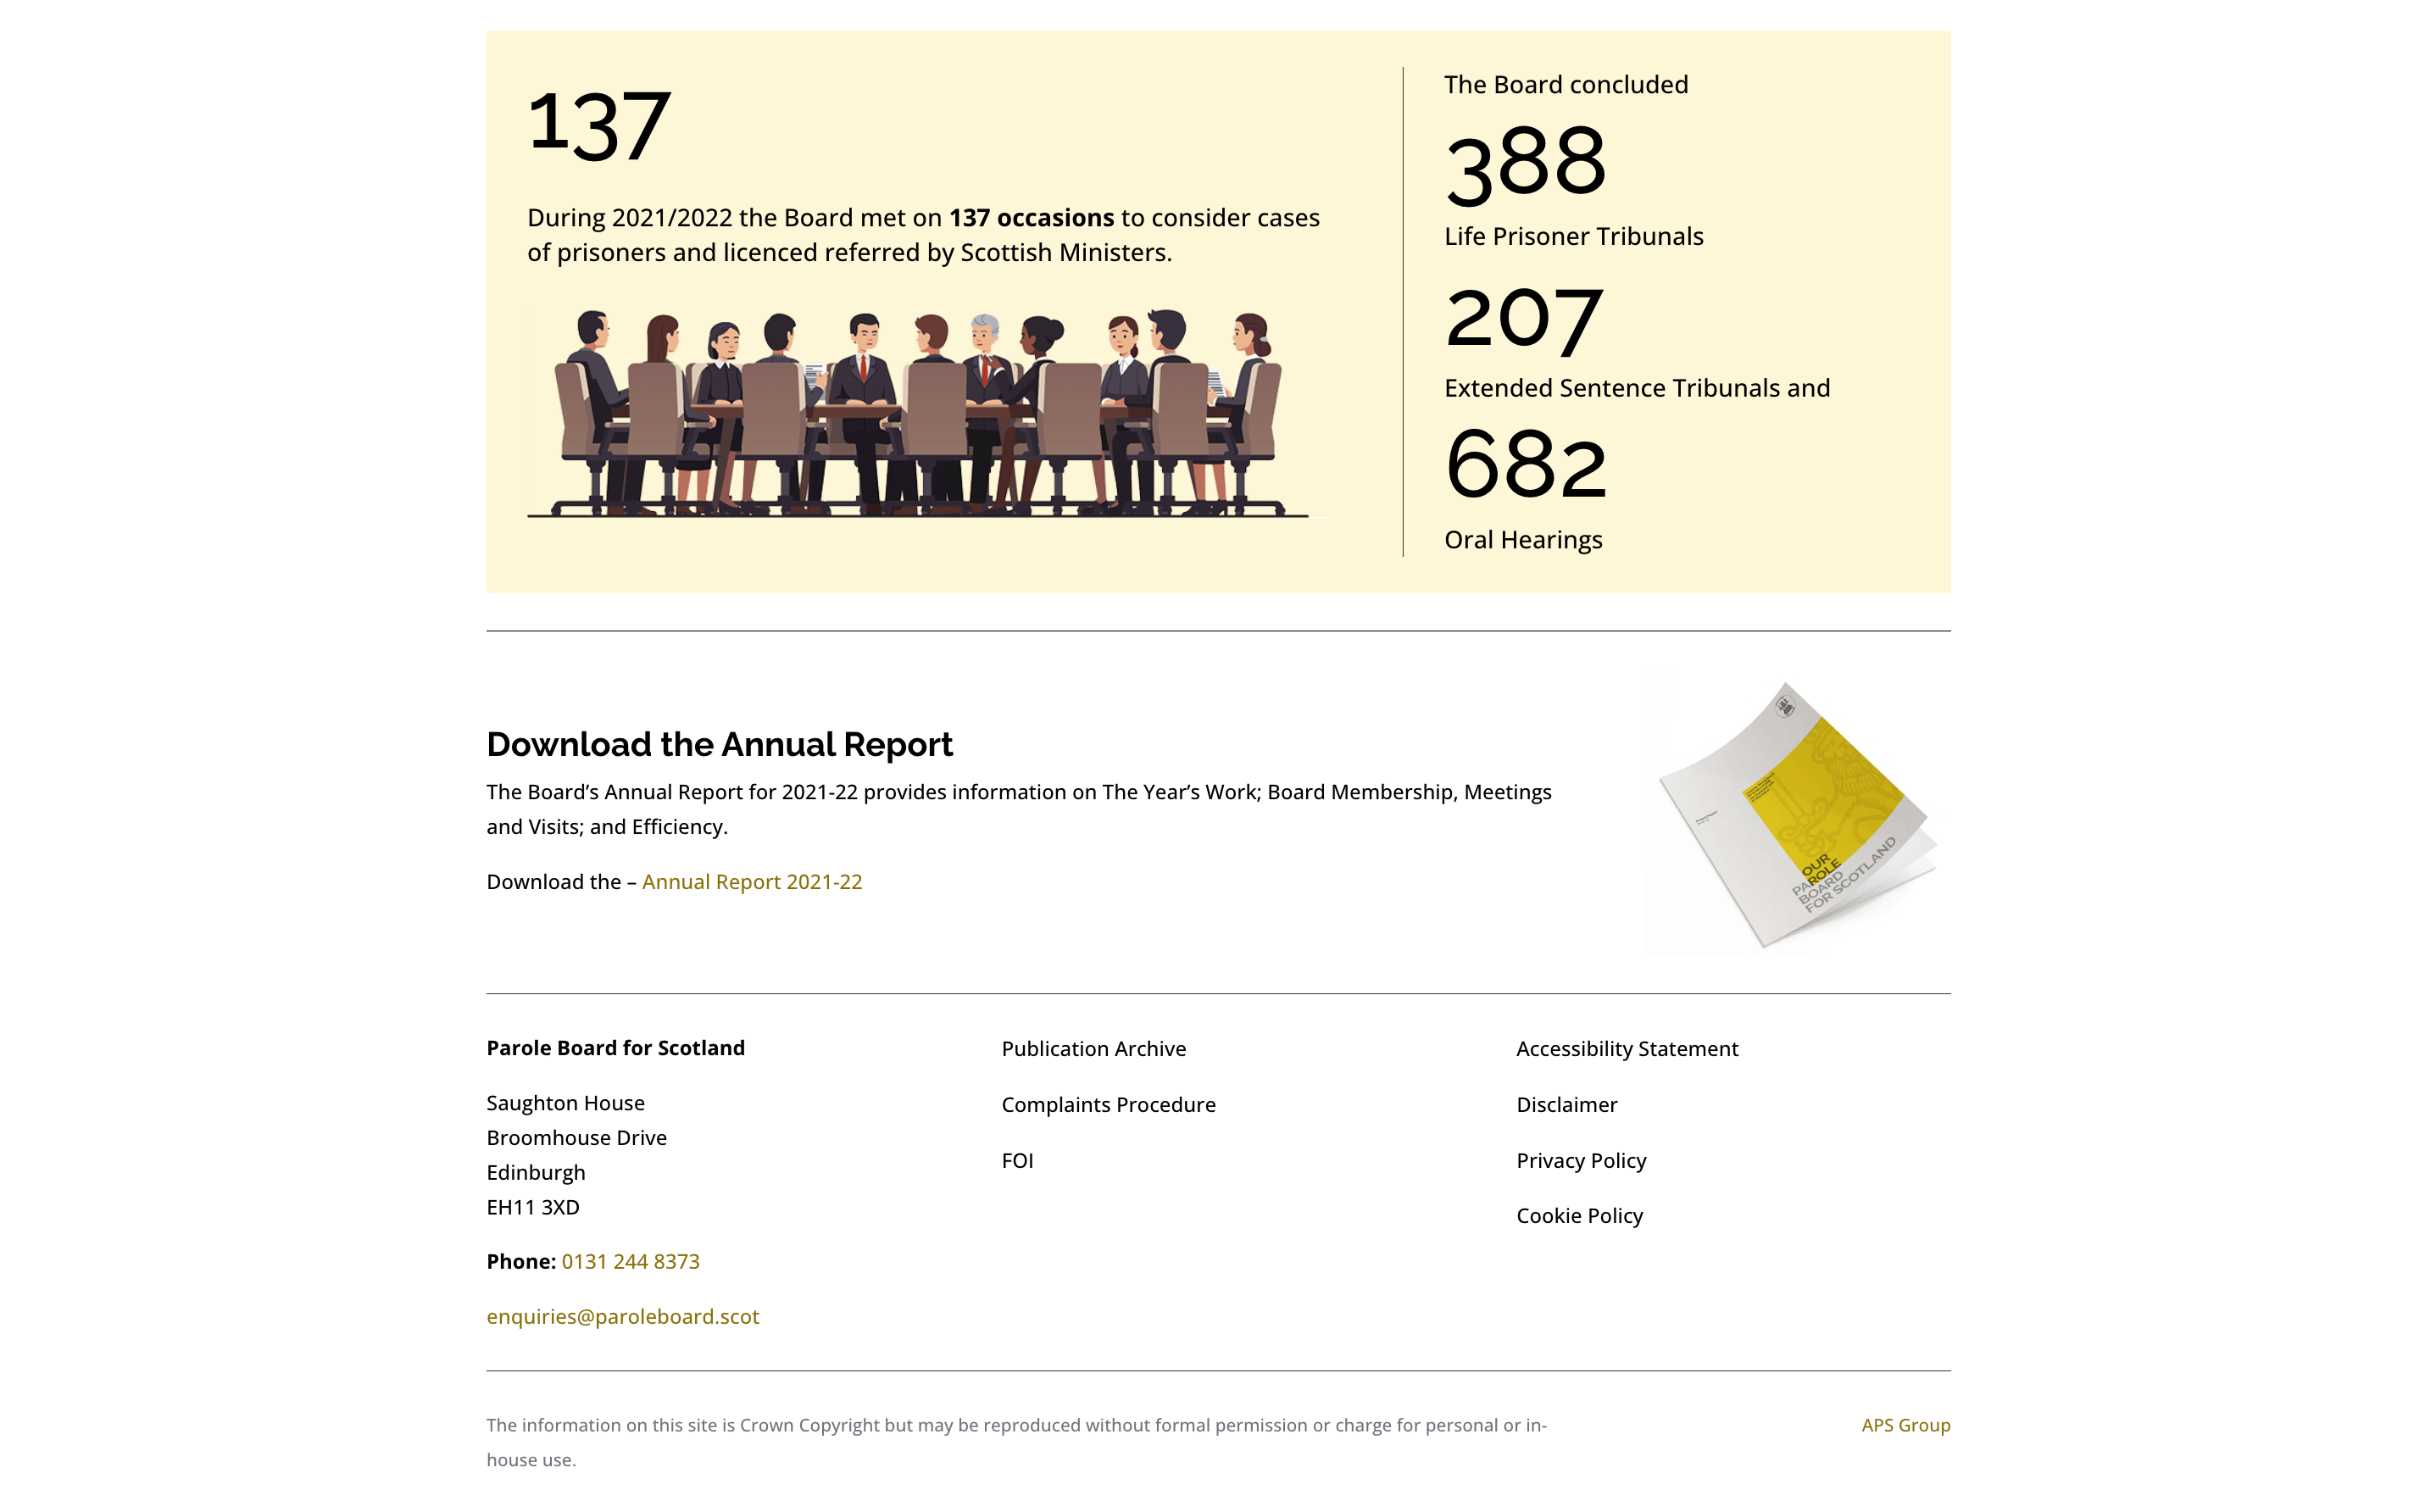 137
During 2021/2022 the Board met on 137 occasions to consider cases
of prisoners and licenced referred by Scottish Ministers.
The Board concluded
388
Life Prisoner Tribunals
207
Extended Sentence Tribunals and
682
Oral Hearings
Download the Annual Report
The Board’s Annual Report for 2021-22 provides information on The Year’s Work; Board Membership, Meetings
and Visits; and Efficiency.
Download the – Annual Report 2021-22
OUR
PAROLE
BOARD
FOR SCOTLAND
Parole Board for Scotland
Saughton House
Broomhouse Drive
Edinburgh
EH11 3XD
Phone: 0131 244 8373
enquiries@paroleboard.scot
Publication Archive
Complaints Procedure
FOI
Accessibility Statement
Disclaimer
Privacy Policy
Cookie Policy
The information on this site is Crown Copyright but may be reproduced without formal permission or charge for personal or in-
house use.
APS Group